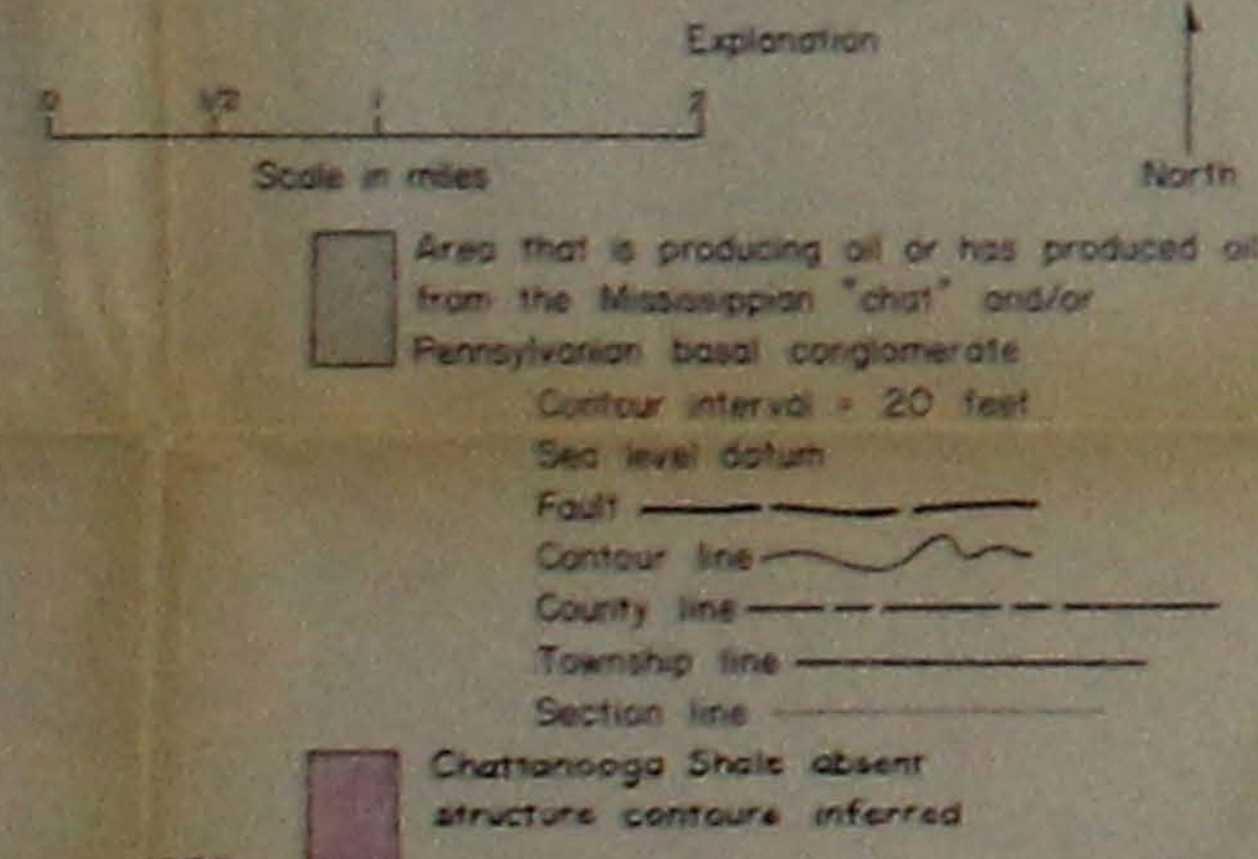 Explanation
0 1/2 1 2
Scale in miles
North
Area that is producing oil or has produced oil
from the Mississippian "chat" and/or
Pennsylvanian basal conglomerate
Contour interval = 20 feet
Sea level datum
Fault
Contour line
County line
Township line
Section line
Chattanooga Shale absent
structure contours inferred